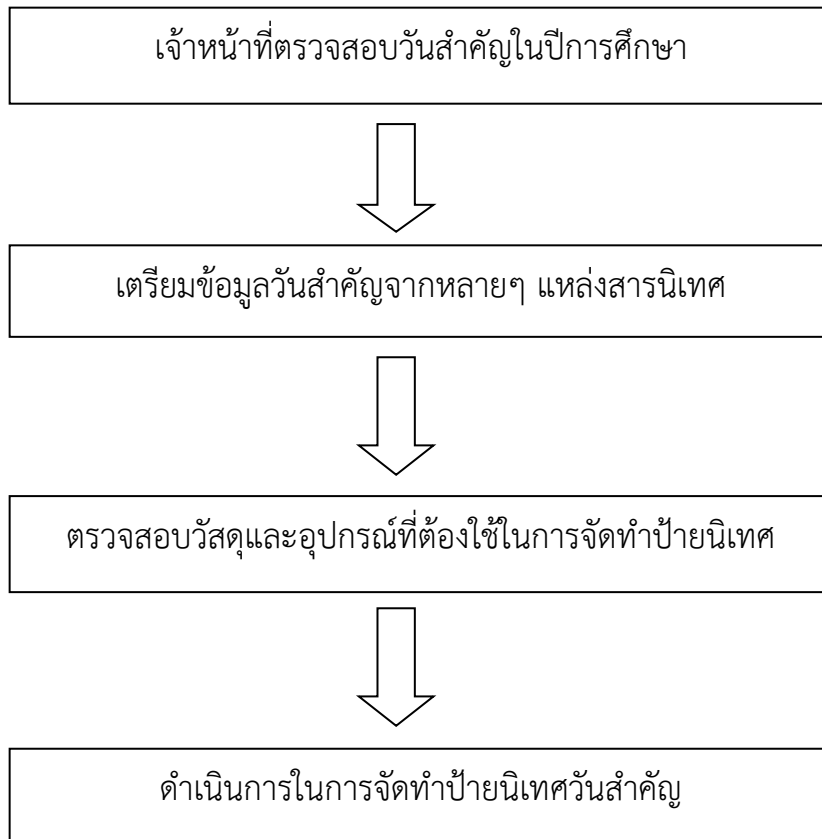 เจ้าหน้าที่ตรวจสอบวันสำคัญในปีการศึกษา
เตรียมข้อมูลวันสำคัญจากหลายๆ แหล่งสารนิเทศ
ตรวจสอบวัสดุและอุปกรณ์ที่ต้องใช้ในการจัดทำป้ายนิเทศ
ดำเนินการในการจัดทำป้ายนิเทศวันสำคัญ